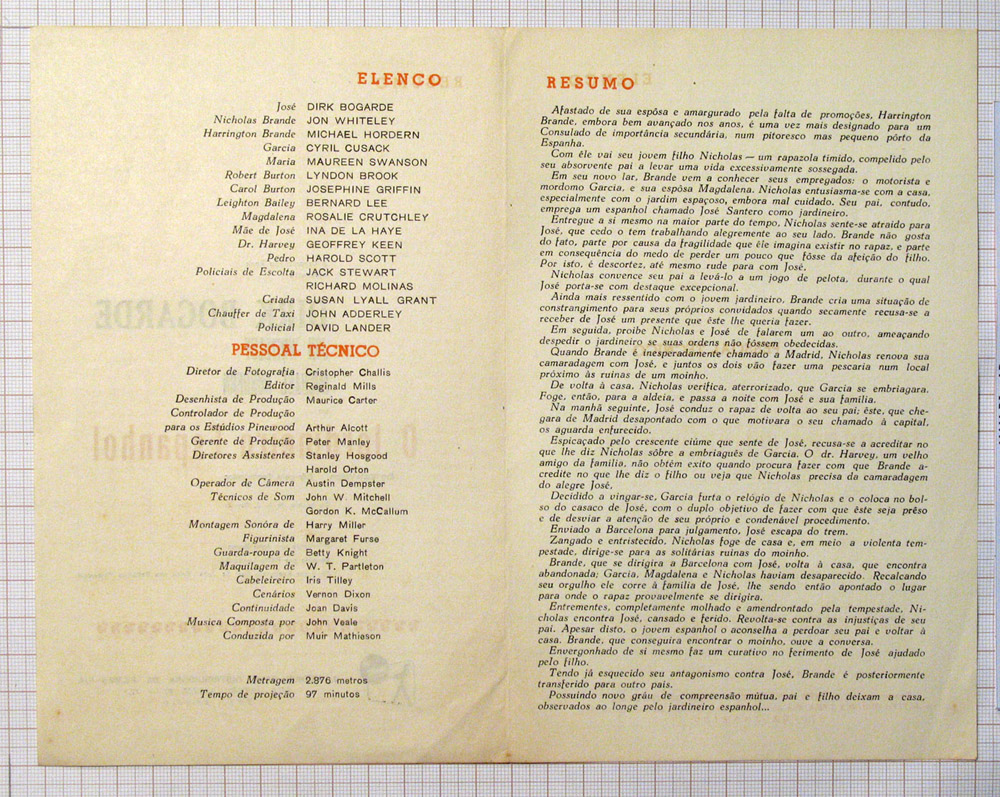 ELENCO
José DIRK BOGARDE
Nicholas Brande JON WHITELEY
Harrington Brande MICHAEL HORDERN
Garcia CYRIL CUSACK
Maria MAUREEN SWANSON
Robert Burton LYNDON BROOK
Carol Burton JOSEPHINE GRIFFIN
Leighton Bailey BERNARD LEE
Magdalena ROSALIE CRUTCHLEY
Mãe de José INA DE LA HAYE
Dr. Harvey GEOFFREY KEEN
Pedro HAROLD SCOTT
Policiais de Escolta JACK STEWART
RICHARD MOLINAS
Criada SUSAN LYALL GRANT
Chauffer de Taxi JOHN ADDERLEY
Policial DAVID LANDER
PESSOAL TÉCNICO
Diretor de Fotografia Cristopher Challis
Editor Reginald Mills
Desenhista de Produção Maurice Carter
Controlador de Produção
para os Estúdios Pinewood Arthur Alcott
Gerente de Produção Peter Manley
Diretores Assistentes Stanley Hosgood
Harold Orton
Operador de Câmera Austin Dempster
Técnicos de Som John W. Mitchell
Gordon K. McCallum
Montagem Sonóra de Harry Miller
Figurinista Margaret Furse
Guarda-roupa de Betty Knight
Maquilagem de W. T. Partleton
Cabeleireiro Iris Tilley
Cenários Vernon Dixon
Continuidade Joan Davis
Musica Composta por John Veale
Conduzida por Muir Mathieson
Metragem 2.876 metros
Tempo de projeção 97 minutos
RESUMO
Afastado de sua espôsa e amargurado pela falta de promoções, Harrington
Brande, embora bem avançado nos anos, é uma vez mais designado para um
Consulado de importância secundária, num pitoresco mas pequeno pôrto da
Espanha.
Com êle vai seu jovem filho Nicholas — um rapazola timido, compelido pelo
seu absorvente pai a levar uma vida excessivamente sossegada.
Em seu novo lar, Brande vem a conhecer seus empregados: o motorista e
mordomo Garcia, e sua espôsa Magdalena. Nicholas entusiasma-se com a casa,
especialmente com o jardim espaçoso, embora mal cuidado. Seu pai, contudo,
emprega um espanhol chamado José Santero como jardineiro.
Entregue a si mesmo na maior parte do tempo, Nicholas sente-se atraido para
José, que cedo o tem trabalhando alegremente ao seu lado. Brande não gosta
do fato, parte por causa da fragilidade que êle imagina existir no rapaz, e parte
em consequência do medo de perder um pouco que fôsse da afeição do filho.
Por isto, é descortez, até mesmo rude para com José.
Nicholas convence seu pai a levá-lo a um jogo de pelota, durante o qual
José porta-se com destaque excepcional.
Ainda mais ressentido com o jovem jardineiro, Brande cria uma situação de
constrangimento para seus próprios convidados quando secamente recusa-se a
receber de José um presente que êste lhe queria fazer.
Em seguida, proibe Nicholas e José de falarem um ao outro, ameaçando
despedir o jardineiro se suas ordens não fôssem obedecidas.
Quando Brande é inesperadamente chamado a Madrid, Nicholas renova sua
camaradagem com José, e juntos os dois vão fazer uma pescaria num local
próximo às ruinas de um moinho.
De volta à casa, Nicholas verifica, aterrorizado, que Garcia se embriagara.
Foge, então, para a aldeia, e passa a noite com José e sua familia.
Na manhã seguinte, José conduz o rapaz de volta ao seu pai; êste, que che-
gara de Madrid desapontado com o que motivara o seu chamado à capital,
os aguarda enfurecido.
Espicaçado pelo crescente ciúme que sente de José, recusa-se a acreditar no
que lhe diz Nicholas sôbre a embriaguês de Garcia. O dr. Harvey, um velho
amigo da familia, não obtém exito quando procura fazer com que Brande a-
credite no que lhe diz o filho ou veja que Nicholas precisa da camaradagem
do alegre José,
Decidido a vingar-se, Garcia furta o relógio de Nicholas e o coloca no bol-
so do casaco de José, com o duplo objetivo de fazer com que êste seja prêso
e de desviar a atenção de seu próprio e condenável procedimento.
Enviado a Barcelona para julgamento, José escapa do trem.
Zangado e entristecido, Nicholas foge de casa e, em meio a violenta tem-
pestade, dirige-se para as solitárias ruinas do moinho.
Brande, que se dirigira a Barcelona com José, volta à casa, que encontra
abandonada; Garcia, Magdalena e Nicholas haviam desaparecido. Recalcando
seu orgulho ele corre à familia de José, lhe sendo então apontado o lugar
para onde o rapaz provavelmente se dirigira.
Entrementes, completamente molhado e amendrontado pela tempestade, Ni-
cholas encontra José, cansado e ferido. Revolta-se contra as injustiças de seu
pai. Apesar disto, o jovem espanhol o aconselha a perdoar seu pai e voltar à
casa. Brande, que conseguira encontrar o moinho, ouve a conversa.
Envergonhado de si mesmo faz um curativo no ferimento de José ajudado
pelo filho.
Tendo já esquecido seu antagonismo contra José, Brande é posteriormente
transferido para outro pais.
Possuindo novo gráu de compreensão mútua, pai e filho deixam a casa,
observados ao longe pelo jardineiro espanhol...